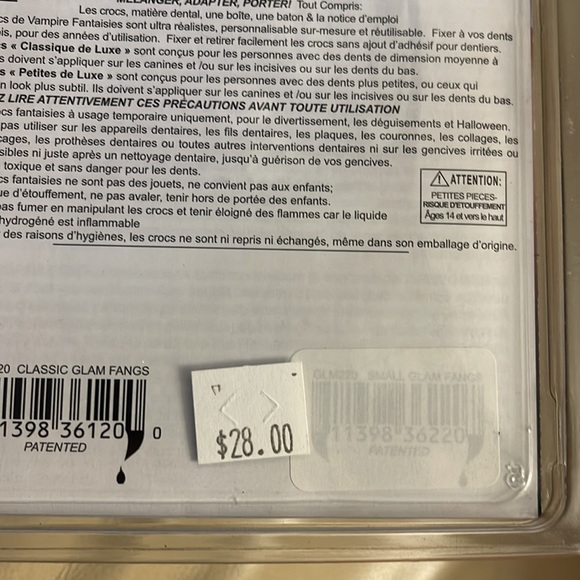 MÉLANGER, ADAPTER, PORTER! Tout Compris:
Les crocs, matière dental, une boîte, une baton & la notice d'emploi
cs de Vampire Fantaisies sont ultra réalistes, personnalisable sur-mesure et réutilisable. Fixer à vos dents
is, pour des années d'utilisation. Fixer et retirer facilement les crocs sans ajout d'adhésif pour dentiers.
s « Classique de Luxe » sont conçus pour les personnes avec des dents de dimension moyenne à
s doivent s'appliquer sur les canines et /ou sur les incisives ou sur les dents du bas.
s « Petites de Luxe » sont conçus pour les personnes avec des dents plus petites, ou ceux qui
n look plus subtil. Ils doivent s'appliquer sur les canines et /ou sur les incisives ou sur les dents du bas.
Z LIRE ATTENTIVEMENT CES PRÉCAUTIONS AVANT TOUTE UTILISATION
ocs fantaisies à usage temporaire uniquement, pour le divertissement, les déguisements et Halloween.
pas utiliser sur les appareils dentaires, les fils dentaires, les plaques, les couronnes, les collages, les
cages, les prothèses dentaires ou toutes autres interventions dentaires ni sur les gencives irritées ou
sibles ni juste après un nettoyage dentaire, jusqu'à guérison de vos gencives.
toxique et sans danger pour les dents.
cs fantaisies ne sont pas des jouets, ne convient pas aux enfants;
ue d'étouffement, ne pas avaler, tenir hors de portée des enfants.
as fumer en manipulant les crocs et tenir éloigné des flammes car le liquide
hydrogéné est inflammable
des raisons d'hygiènes, les crocs ne sont ni repris ni échangés, même dans son emballage d'origine.
ATTENTION:
PETITES PIECES-
RISQUE D'ETOUFFEMENT
Ages 14 et vers le haut
20 CLASSIC GLAM FANGS
1398 36120 0
PATENTED
$28.00
GLM220 SMALL GLAM FANGS
11398 36220
PATENTED